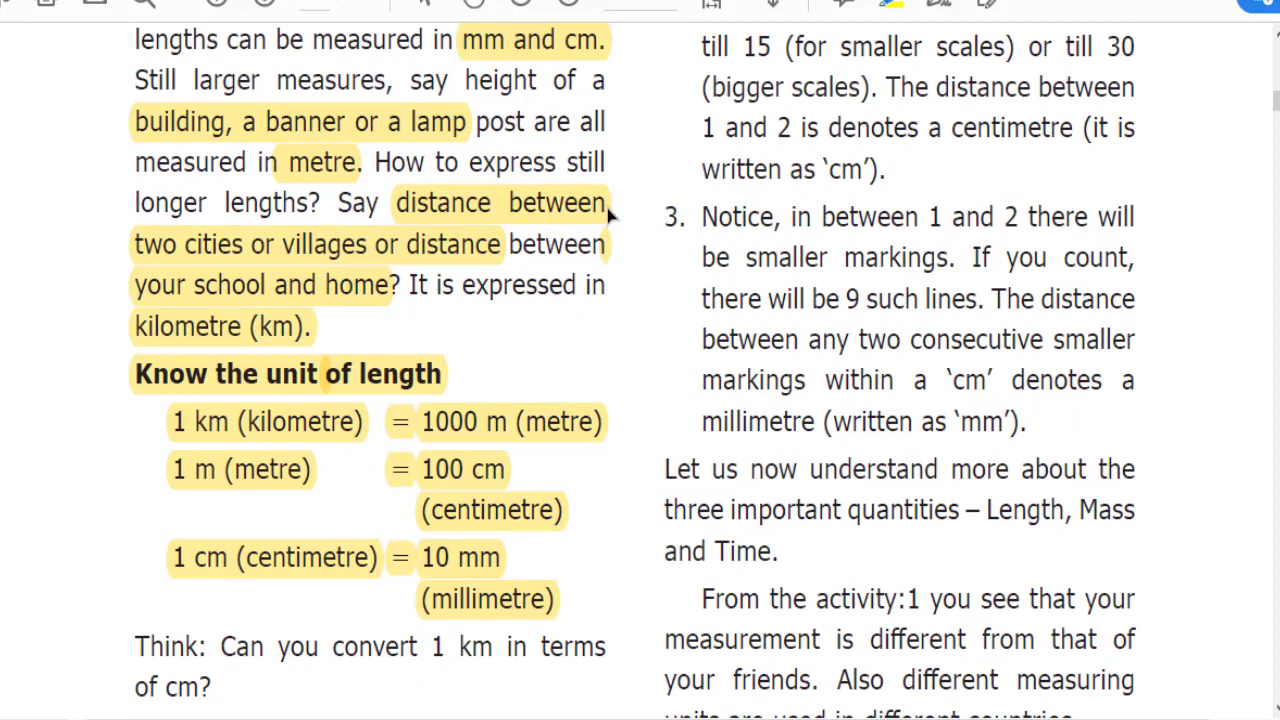 lengths can be measured in mm and cm.
Still larger measures, say height of a
building, a banner or a lamp post are all
measured in metre. How to express still
longer lengths? Say distance between
two cities or villages or distance between
your school and home? It is expressed in
kilometre (km).
Know the unit of length
1 km (kilometre) = 1000 m (metre)
1 m (metre) = 100 cm
(centimetre)
1 cm (centimetre) = 10 mm
(millimetre)
Think: Can you convert 1 km in terms
of cm?
till 15 (for smaller scales) or till 30
(bigger scales). The distance between
1 and 2 is denotes a centimetre (it is
written as ‘cm’).
3. Notice, in between 1 and 2 there will
be smaller markings. If you count,
there will be 9 such lines. The distance
between any two consecutive smaller
markings within a ‘cm’ denotes a
millimetre (written as ‘mm’).
Let us now understand more about the
three important quantities – Length, Mass
and Time.
From the activity:1 you see that your
measurement is different from that of
your friends. Also different measuring
units are used in different countries